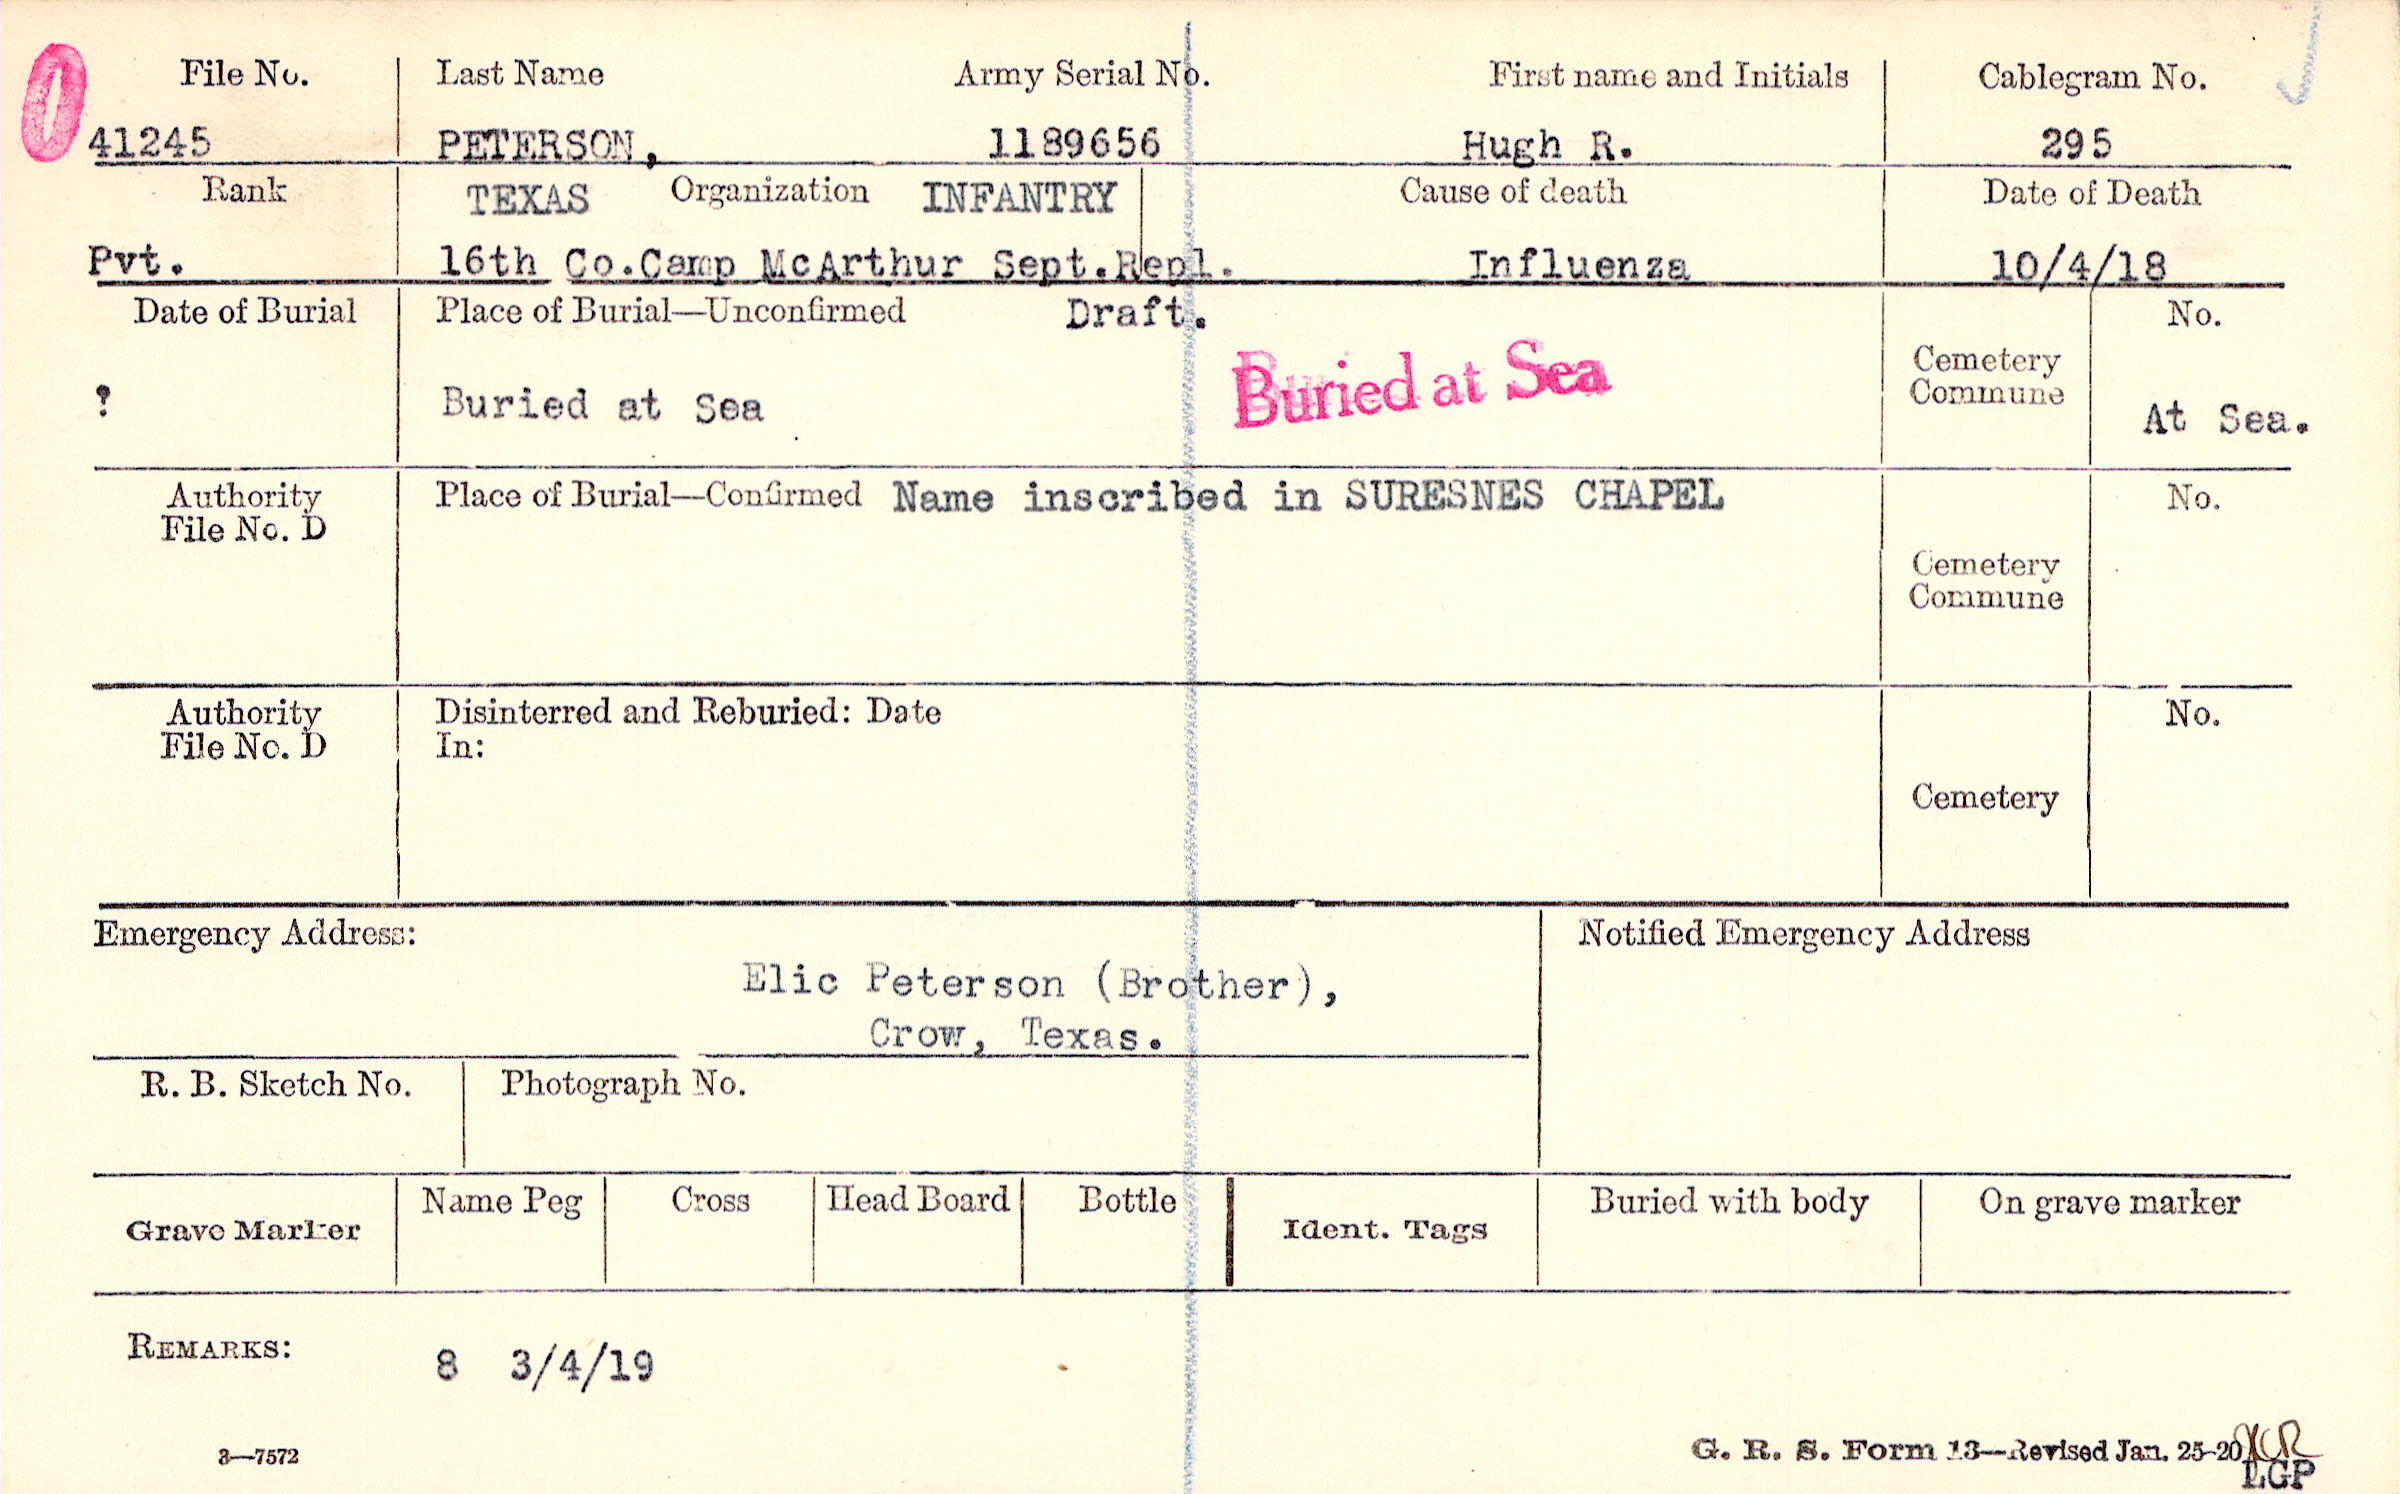 0
File No. Last Name Army Serial No. First name and Initials Cablegram No.
41245 PETERSON, 1189656 Hugh R. 295
Rank TEXAS Organization INFANTRY Cause of death Date of Death
Pvt. 16th Co.Camp McArthur Sept.Repl. Influenza 10/4/18
Date of Burial Place of Burial—Unconfirmed Draft. No.
Buried at Sea
Cemetery
Commune
? Buried at Sea At Sea.
Authority Place of Burial—Confirmed Name inscribed in SURESNES CHAPEL No.
File No. D
Cemetery
Commune
Authority Disinterred and Reburied: Date No.
File No. D In:
Cemetery
Emergency Address: Notified Emergency Address
Elic Peterson (Brother),
Crow, Texas.
R. B. Sketch No. Photograph No.
Grave Marker Name Peg Cross Head Board Bottle Ident. Tags Buried with body On grave marker
REMARKS: 8 3/4/19
3—7572 G. R. S. Form 13—Revised Jan. 25-20
LGP